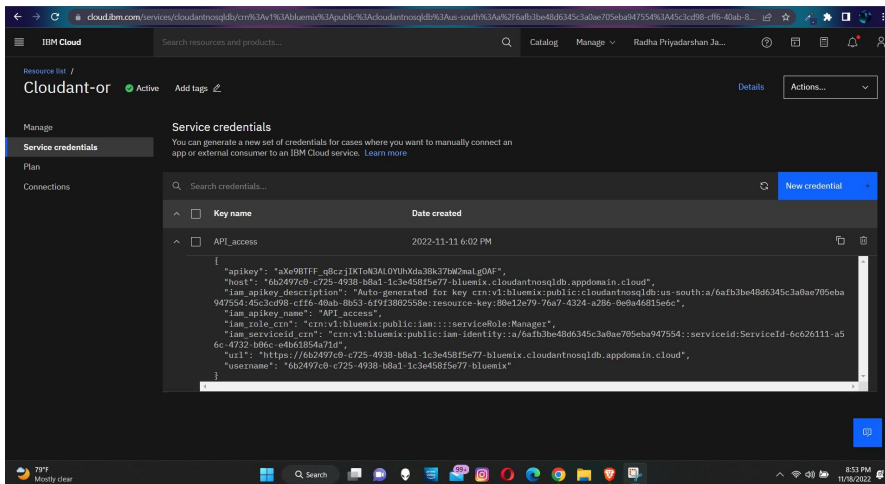 cloud.ibm.com/services/cloudantnosqldb/crn%3Av1%3Abluemix%3Apublic%3Acloudantnosqldb%3Aus-south%3Aa%2F6afb3be48d6345c3a0ae705eba947554%3A45c3cd98-cff6-40ab-8...
IBM Cloud
Search resources and products...
Catalog
Manage
Radha Priyadarshan Ja...
Resource list /
Cloudant-or
Active
Add tags
Details
Actions...
Manage
Service credentials
Plan
Connections
Service credentials
You can generate a new set of credentials for cases where you want to manually connect an
app or external consumer to an IBM Cloud service. Learn more
Search credentials...
New credential +
Key name
Date created
API_access
2022-11-11 6:02 PM
{
"apikey": "aXe9BTFF_q8czjIKToN3ALOYUhXda38k37bW2maLgOAF",
"host": "6b2497c0-c725-4938-b8a1-1c3e458f5e77-bluemix.cloudantnosqldb.appdomain.cloud",
"iam_apikey_description": "Auto-generated for key crn:v1:bluemix:public:cloudantnosqldb:us-south:a/6afb3be48d6345c3a0ae705eba
947554:45c3cd98-cff6-40ab-8b53-6f9f3802558e:resource-key:80e12e79-76a7-4324-a286-0e0a46815e6c",
"iam_apikey_name": "API_access",
"iam_role_crn": "crn:v1:bluemix:public:iam::::serviceRole:Manager",
"iam_serviceid_crn": "crn:v1:bluemix:public:iam-identity::a/6afb3be48d6345c3a0ae705eba947554::serviceid:ServiceId-6c626111-a5
6c-4732-b06c-e4b61854a71d",
"url": "https://6b2497c0-c725-4938-b8a1-1c3e458f5e77-bluemix.cloudantnosqldb.appdomain.cloud",
"username": "6b2497c0-c725-4938-b8a1-1c3e458f5e77-bluemix"
}
79°F
Mostly clear
Search
99+
8:53 PM
11/18/2022